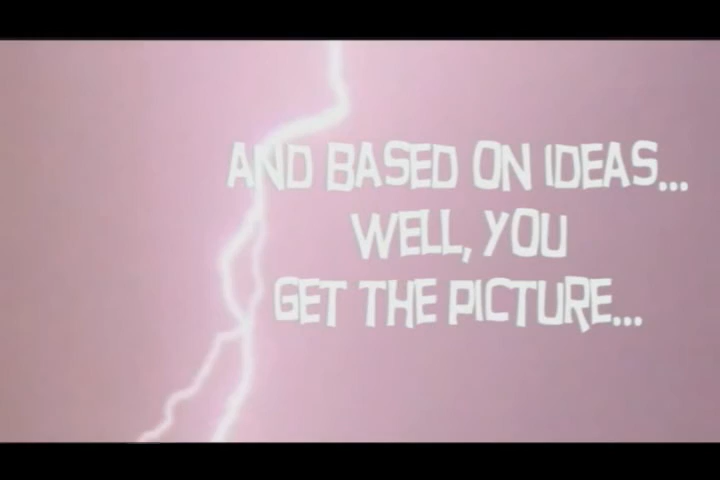 AND BASED ON IDEAS...
WELL, YOU
GET THE PICTURE...